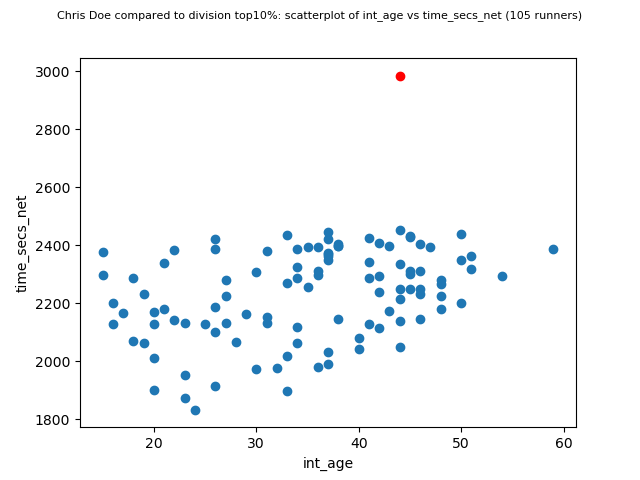 Chris Doe compared to division top10%: scatterplot of int_age vs time_secs_net (105 runners)
3000
2800
2600
2400
2200
2000
1800
time_secs_net
20 30 40 50 60
int_age